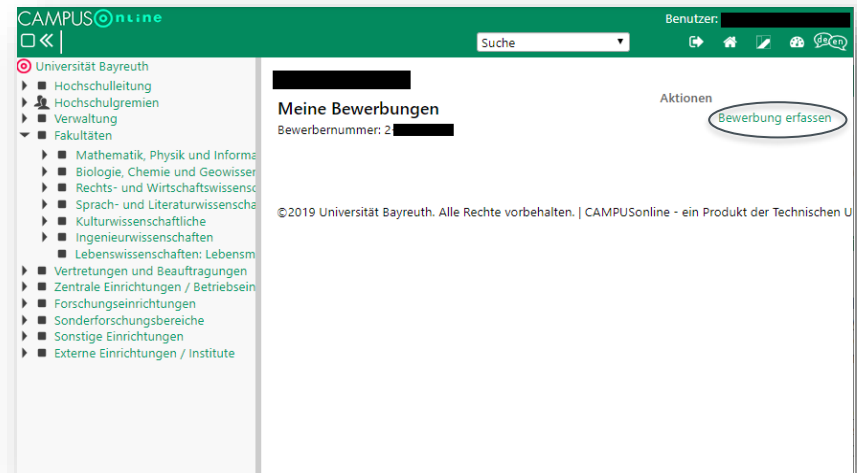 CAMPUSonline
Benutzer:
Suche
de en
Universität Bayreuth
Hochschulleitung
Hochschulgremien
Verwaltung
Fakultäten
Mathematik, Physik und Informa
Biologie, Chemie und Geowisser
Rechts- und Wirtschaftswissensc
Sprach- und Literaturwissenscha
Kulturwissenschaftliche
Ingenieurwissenschaften
Lebenswissenschaften: Lebensm
Vertretungen und Beauftragungen
Zentrale Einrichtungen / Betriebsein
Forschungseinrichtungen
Sonderforschungsbereiche
Sonstige Einrichtungen
Externe Einrichtungen / Institute
Meine Bewerbungen
Bewerbernummer: 2-
Aktionen
Bewerbung erfassen
©2019 Universität Bayreuth. Alle Rechte vorbehalten. | CAMPUSonline - ein Produkt der Technischen U